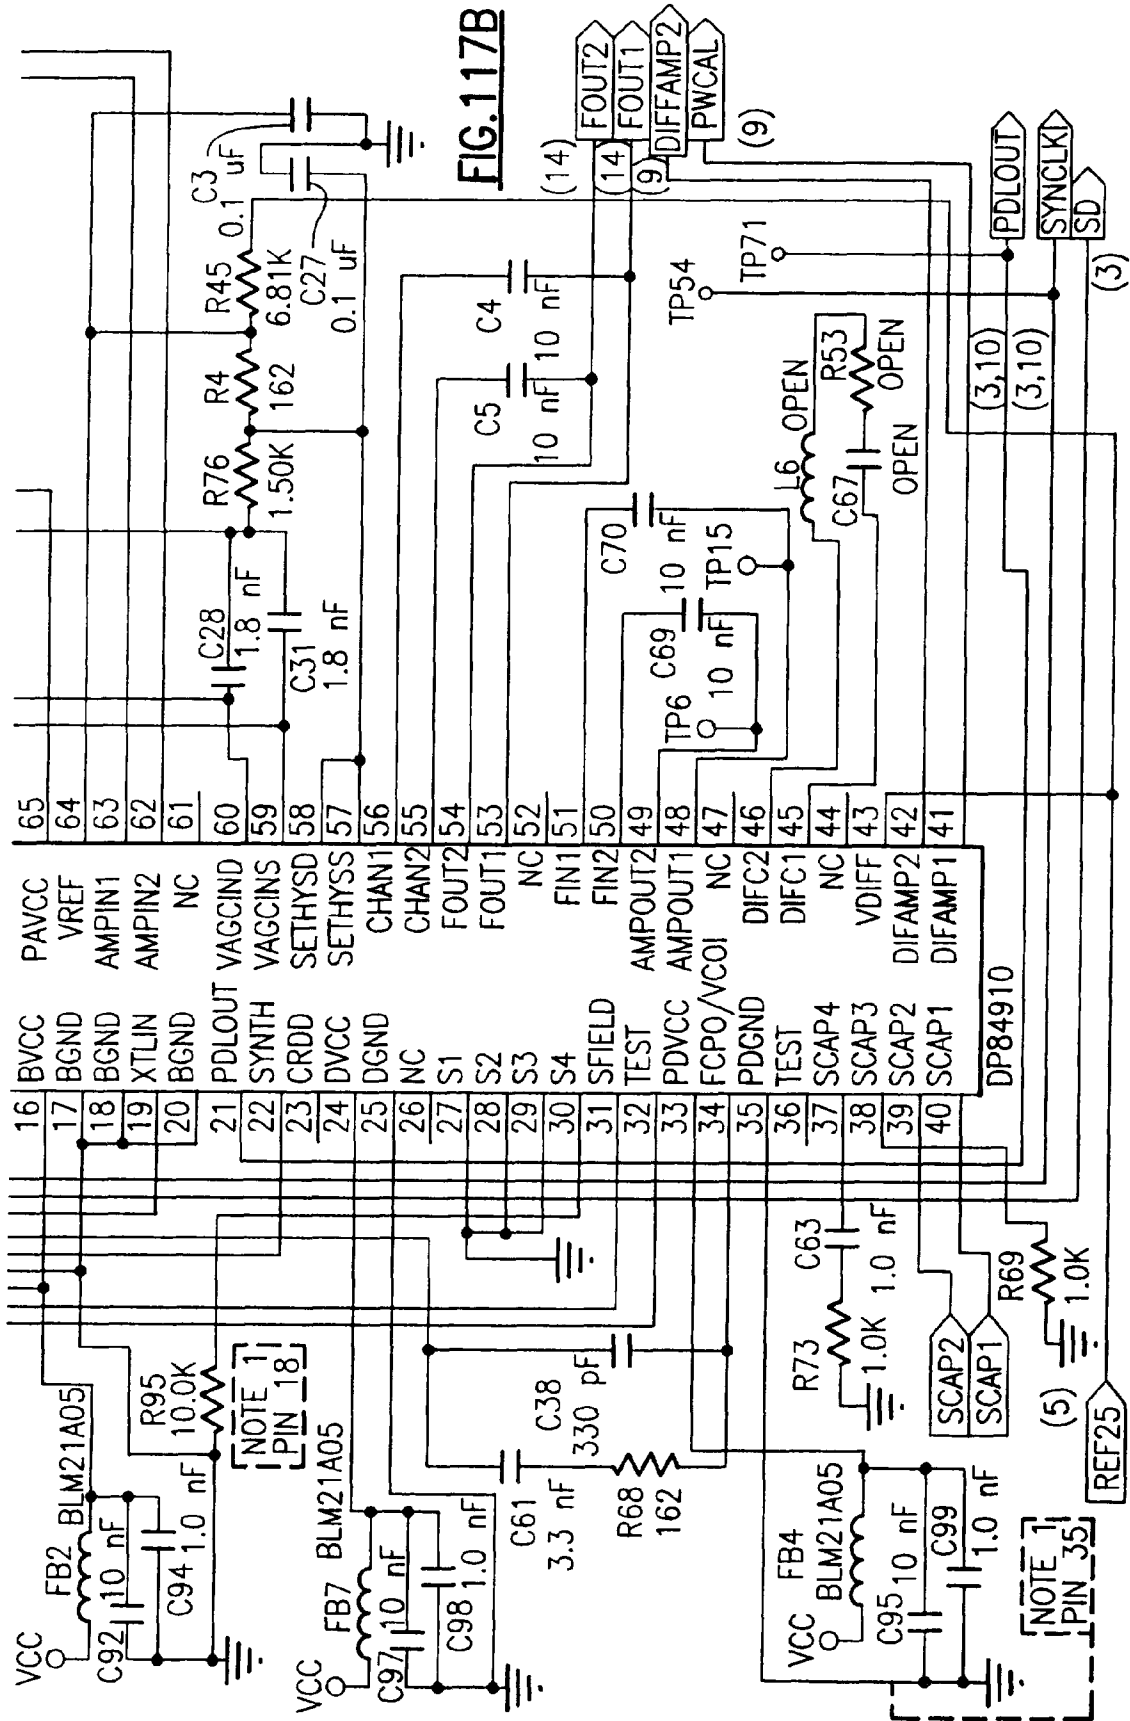 FIG.117B
VCC
FB2
BLM21A05
C92
10 nF
C94
1.0 nF
R95
10.0K
NOTE 1
PIN 18
VCC
FB7
BLM21A05
C97
10 nF
C98
1.0 nF
C61
3.3 nF
C38
330 pF
R68
162
VCC
FB4
BLM21A05
C95
10 nF
C99
1.0 nF
NOTE 1
PIN 35
R73
1.0K
C63
1.0 nF
SCAP2
SCAP1
(5)
R69
1.0K
REF25
16 BVCC
17 BGND
18 BGND
19 XTLIN
20 BGND
21 PDLOUT
22 SYNTH
23 CRDD
24 DVCC
25 DGND
26 NC
27 S1
28 S2
29 S3
30 S4
31 SFIELD
32 TEST
33 PDVCC
34 FCPO/VCOI
35 PDGND
36 TEST
37 SCAP4
38 SCAP3
39 SCAP2
40 SCAP1
DP84910
PAVCC 65
VREF 64
AMPIN1 63
AMPIN2 62
NC 61
VAGCIND 60
VAGCINS 59
SETHYSD 58
SETHYSS 57
CHAN1 56
CHAN2 55
FOUT2 54
FOUT1 53
NC 52
FIN1 51
FIN2 50
AMPOUT2 49
AMPOUT1 48
NC 47
DIFC2 46
DIFC1 45
NC 44
VDIFF 43
DIFAMP2 42
DIFAMP1 41
C28
1.8 nF
C31
1.8 nF
R76
1.50K
R4
162
R45
6.81K
C3
0.1 uF
C27
0.1 uF
C5
10 nF
C4
10 nF
C70
10 nF
TP15
C69
10 nF
TP6
L6
OPEN
C67
OPEN
R53
OPEN
TP54
TP71
(14)
FOUT2
(14
FOUT1
(9)
DIFFAMP2
PWCAL
(9)
(3,10)
PDLOUT
(3,10)
SYNCLKI
SD
(3)